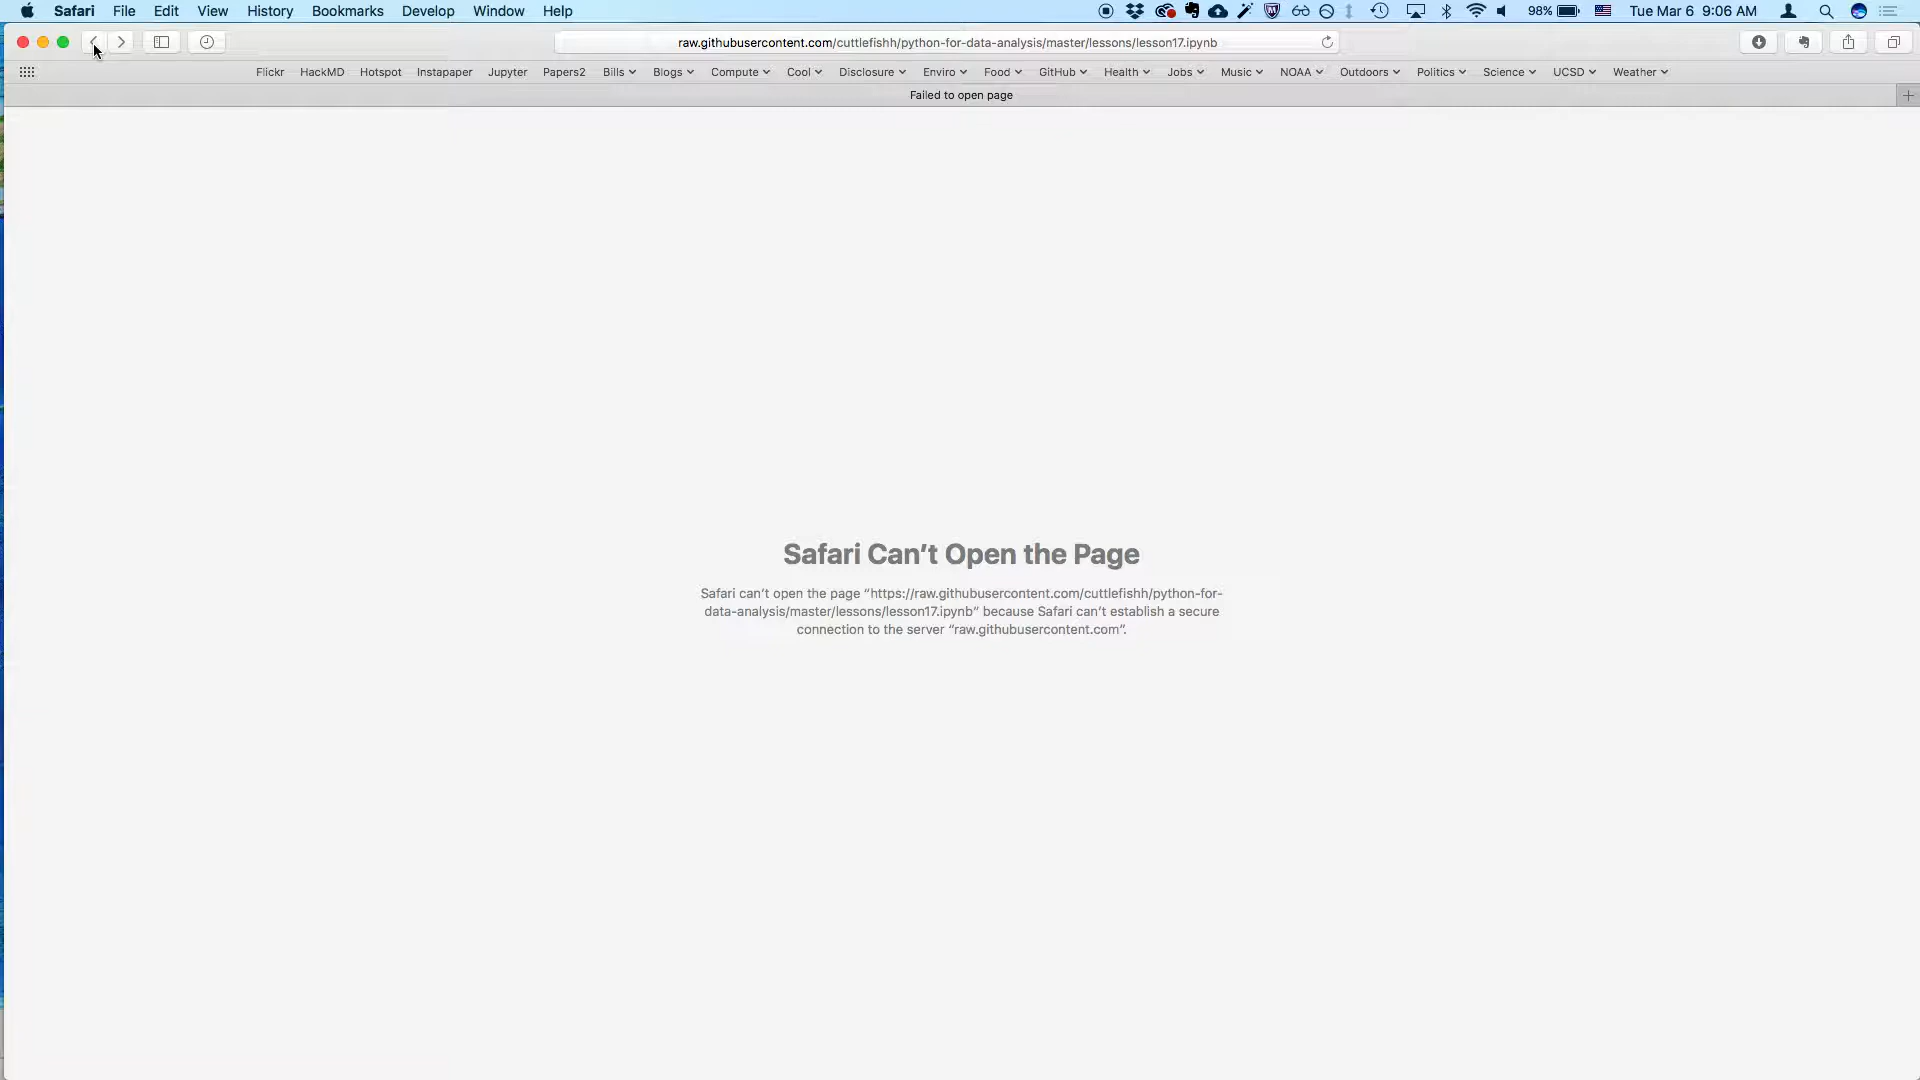 Safari File Edit View History Bookmarks Develop Window Help 98% Tue Mar 6 9:06 AM
raw.githubusercontent.com/cuttlefishh/python-for-data-analysis/master/lessons/lesson17.ipynb
Flickr HackMD Hotspot Instapaper Jupyter Papers2 Bills Blogs Compute Cool Disclosure Enviro Food GitHub Health Jobs Music NOAA Outdoors Politics Science UCSD Weather
Failed to open page
Safari Can’t Open the Page
Safari can’t open the page “https://raw.githubusercontent.com/cuttlefishh/python-for-
data-analysis/master/lessons/lesson17.ipynb” because Safari can’t establish a secure
connection to the server “raw.githubusercontent.com”.